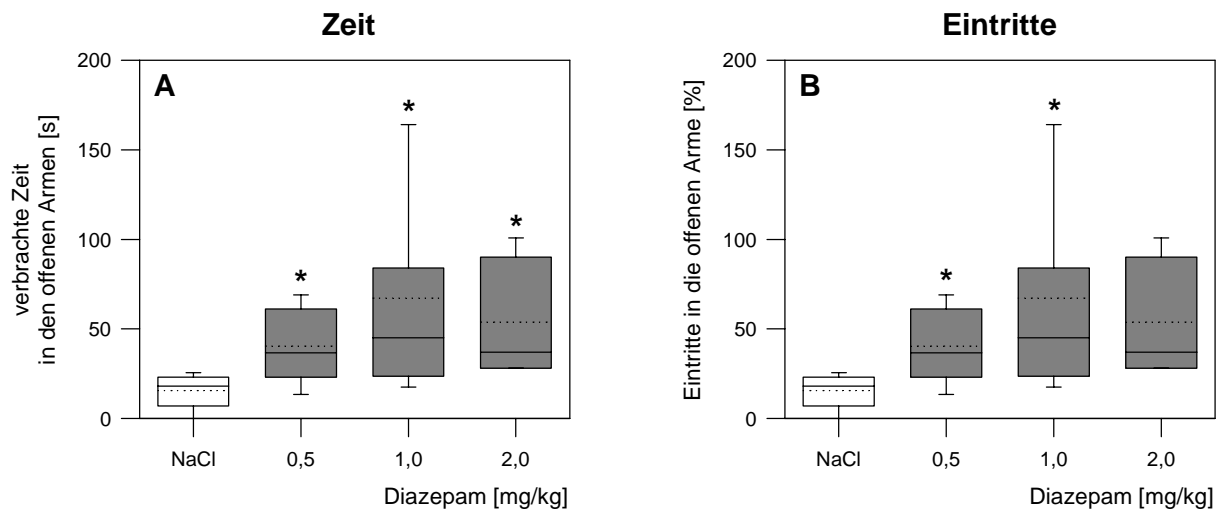 Zeit
A
verbrachte Zeit
in den offenen Armen [s]
200
150
100
50
0
*
*
*
NaCl 0,5 1,0 2,0
Diazepam [mg/kg]
Eintritte
B
Eintritte in die offenen Arme [%]
200
150
100
50
0
*
*
NaCl 0,5 1,0 2,0
Diazepam [mg/kg]